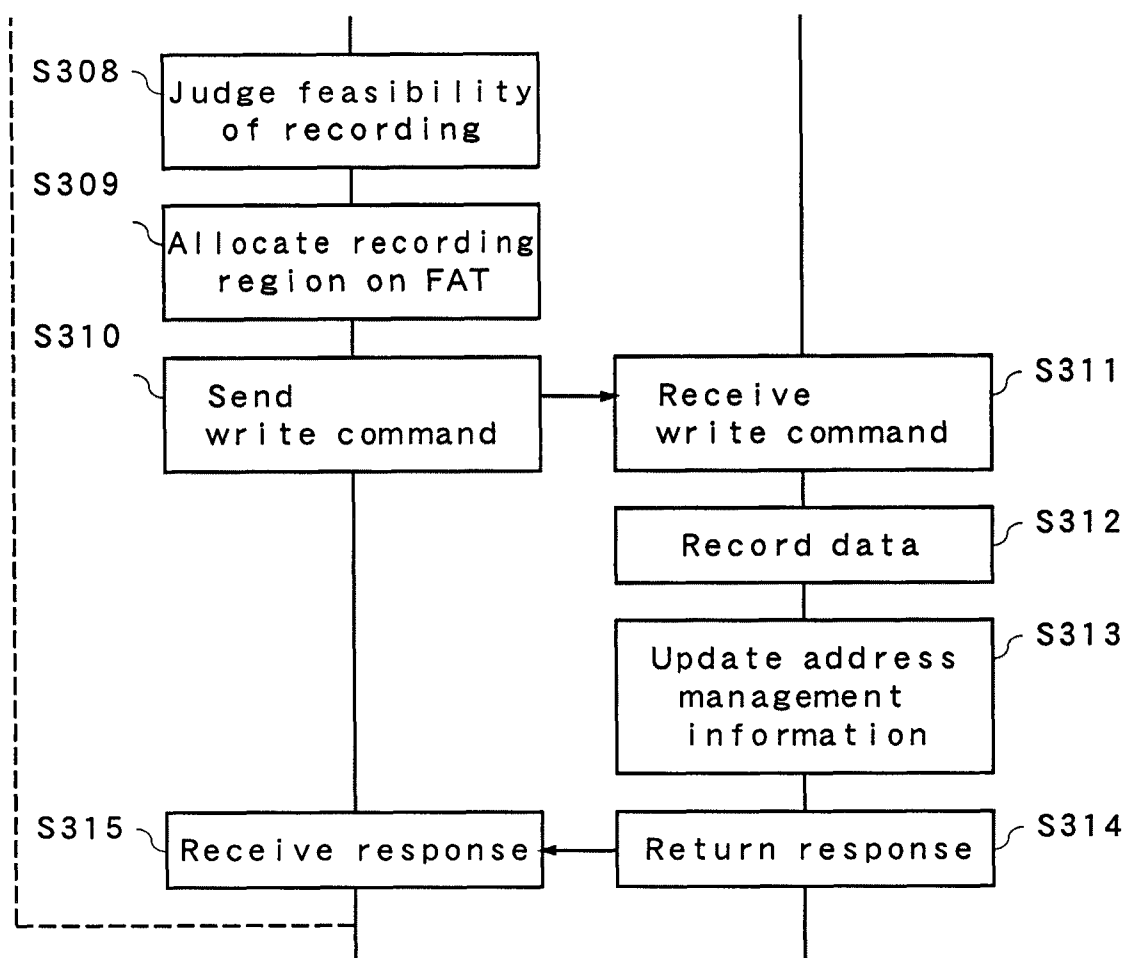 S308
Judge feasibility
of recording
S309
Allocate recording
region on FAT
S310
Send
write command
S311
Receive
write command
S312
Record data
S313
Update address
management
information
S315
Receive response
S314
Return response